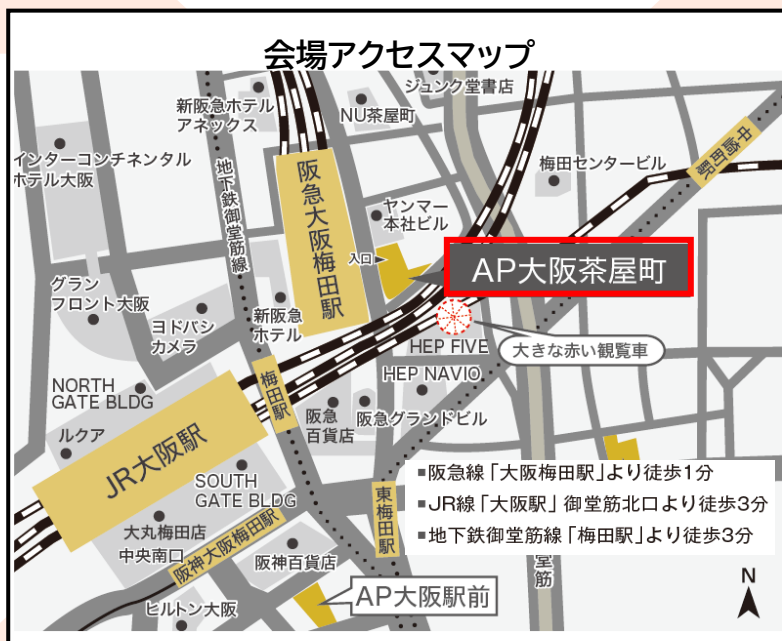 会場アクセスマップ
ジュンク堂書店
新阪急ホテル
アネックス
NU茶屋町
インターコンチネンタル
ホテル大阪
地下鉄御堂筋線
阪急大阪梅田駅
梅田センタービル
中崎町駅
ヤンマー
本社ビル
入口
AP大阪茶屋町
グラン
フロント大阪
ヨドバシ
カメラ
新阪急
ホテル
HEP FIVE
大きな赤い観覧車
HEP NAVIO
NORTH
GATE BLDG
梅田駅
阪急
百貨店
阪急グランドビル
ルクア
JR大阪駅
SOUTH
GATE BLDG
■阪急線「大阪梅田駅」より徒歩1分
■JR線「大阪駅」御堂筋北口より徒歩3分
■地下鉄御堂筋線「梅田駅」より徒歩3分
大丸梅田店
中央南口
阪神大阪梅田駅
阪神百貨店
東梅田駅
堂筋
ヒルトン大阪
AP大阪駅前
N